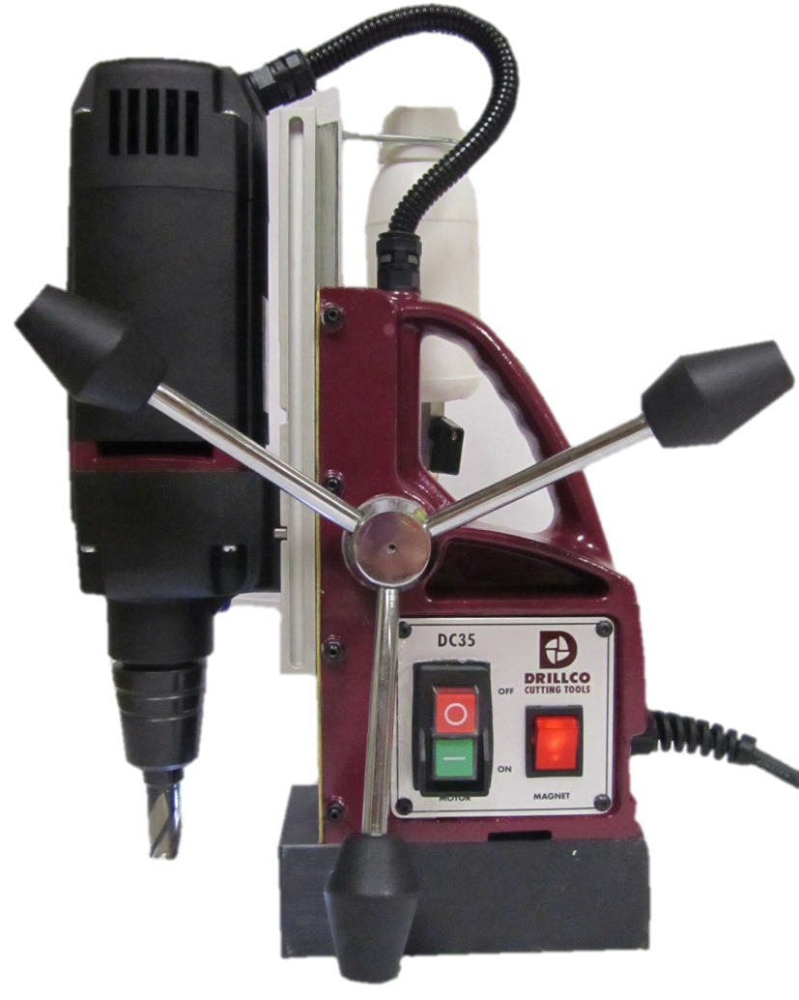 DC35
D
DRILLCO
CUTTING TOOLS
OFF
O
ON
MOTOR
MAGNET